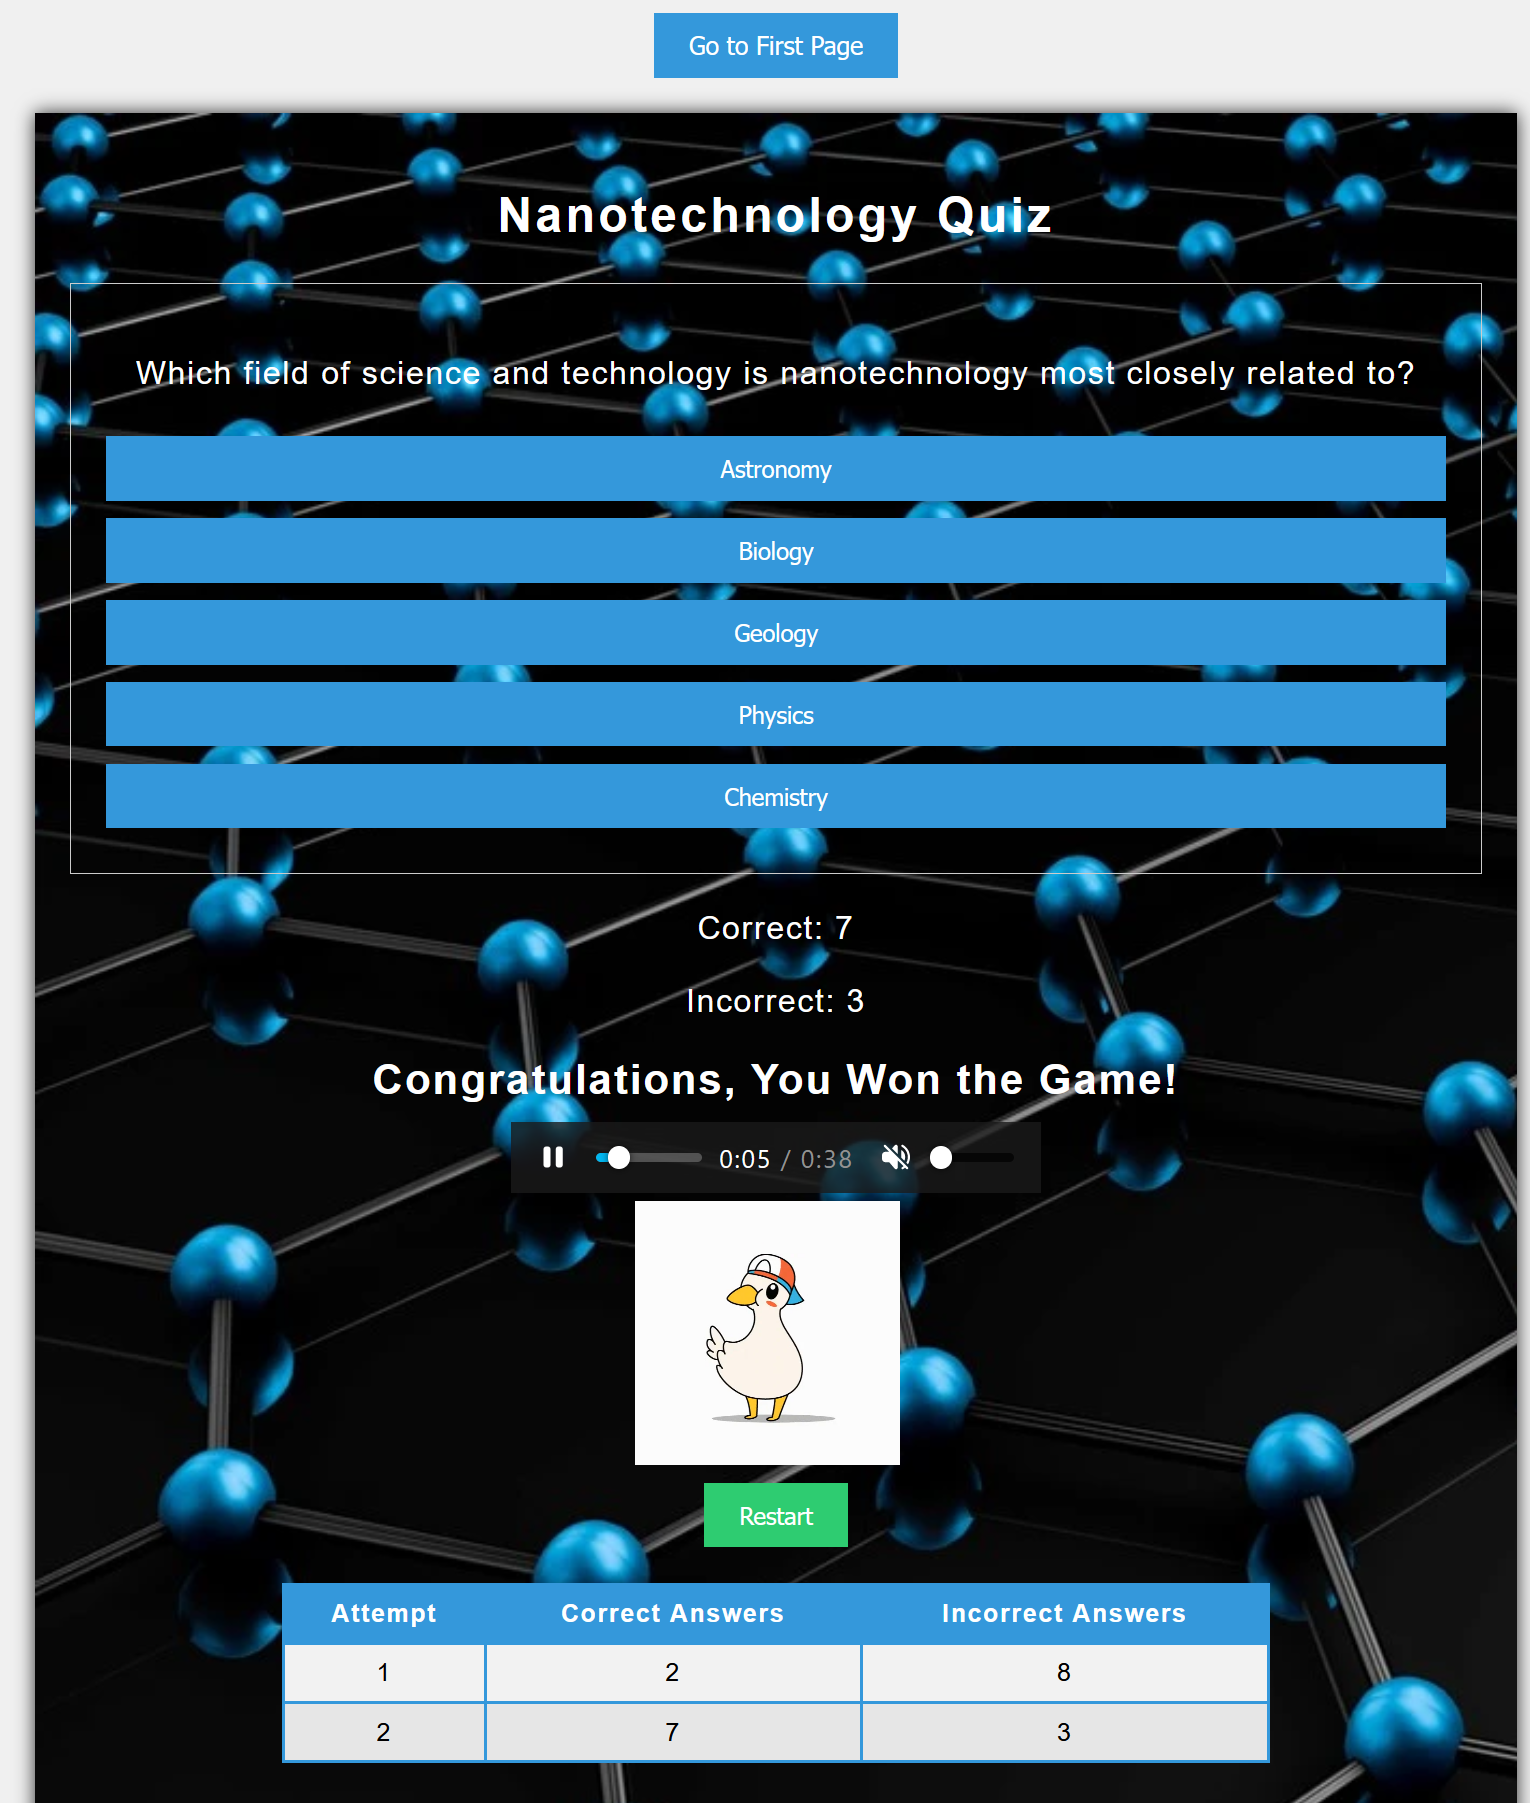 Go to First Page
Nanotechnology Quiz
Which field of science and technology is nanotechnology most closely related to?
Astronomy
Biology
Geology
Physics
Chemistry
Correct: 7
Incorrect: 3
Congratulations, You Won the Game!
0:05 / 0:38
Restart
Attempt Correct Answers Incorrect Answers
1 2 8
2 7 3